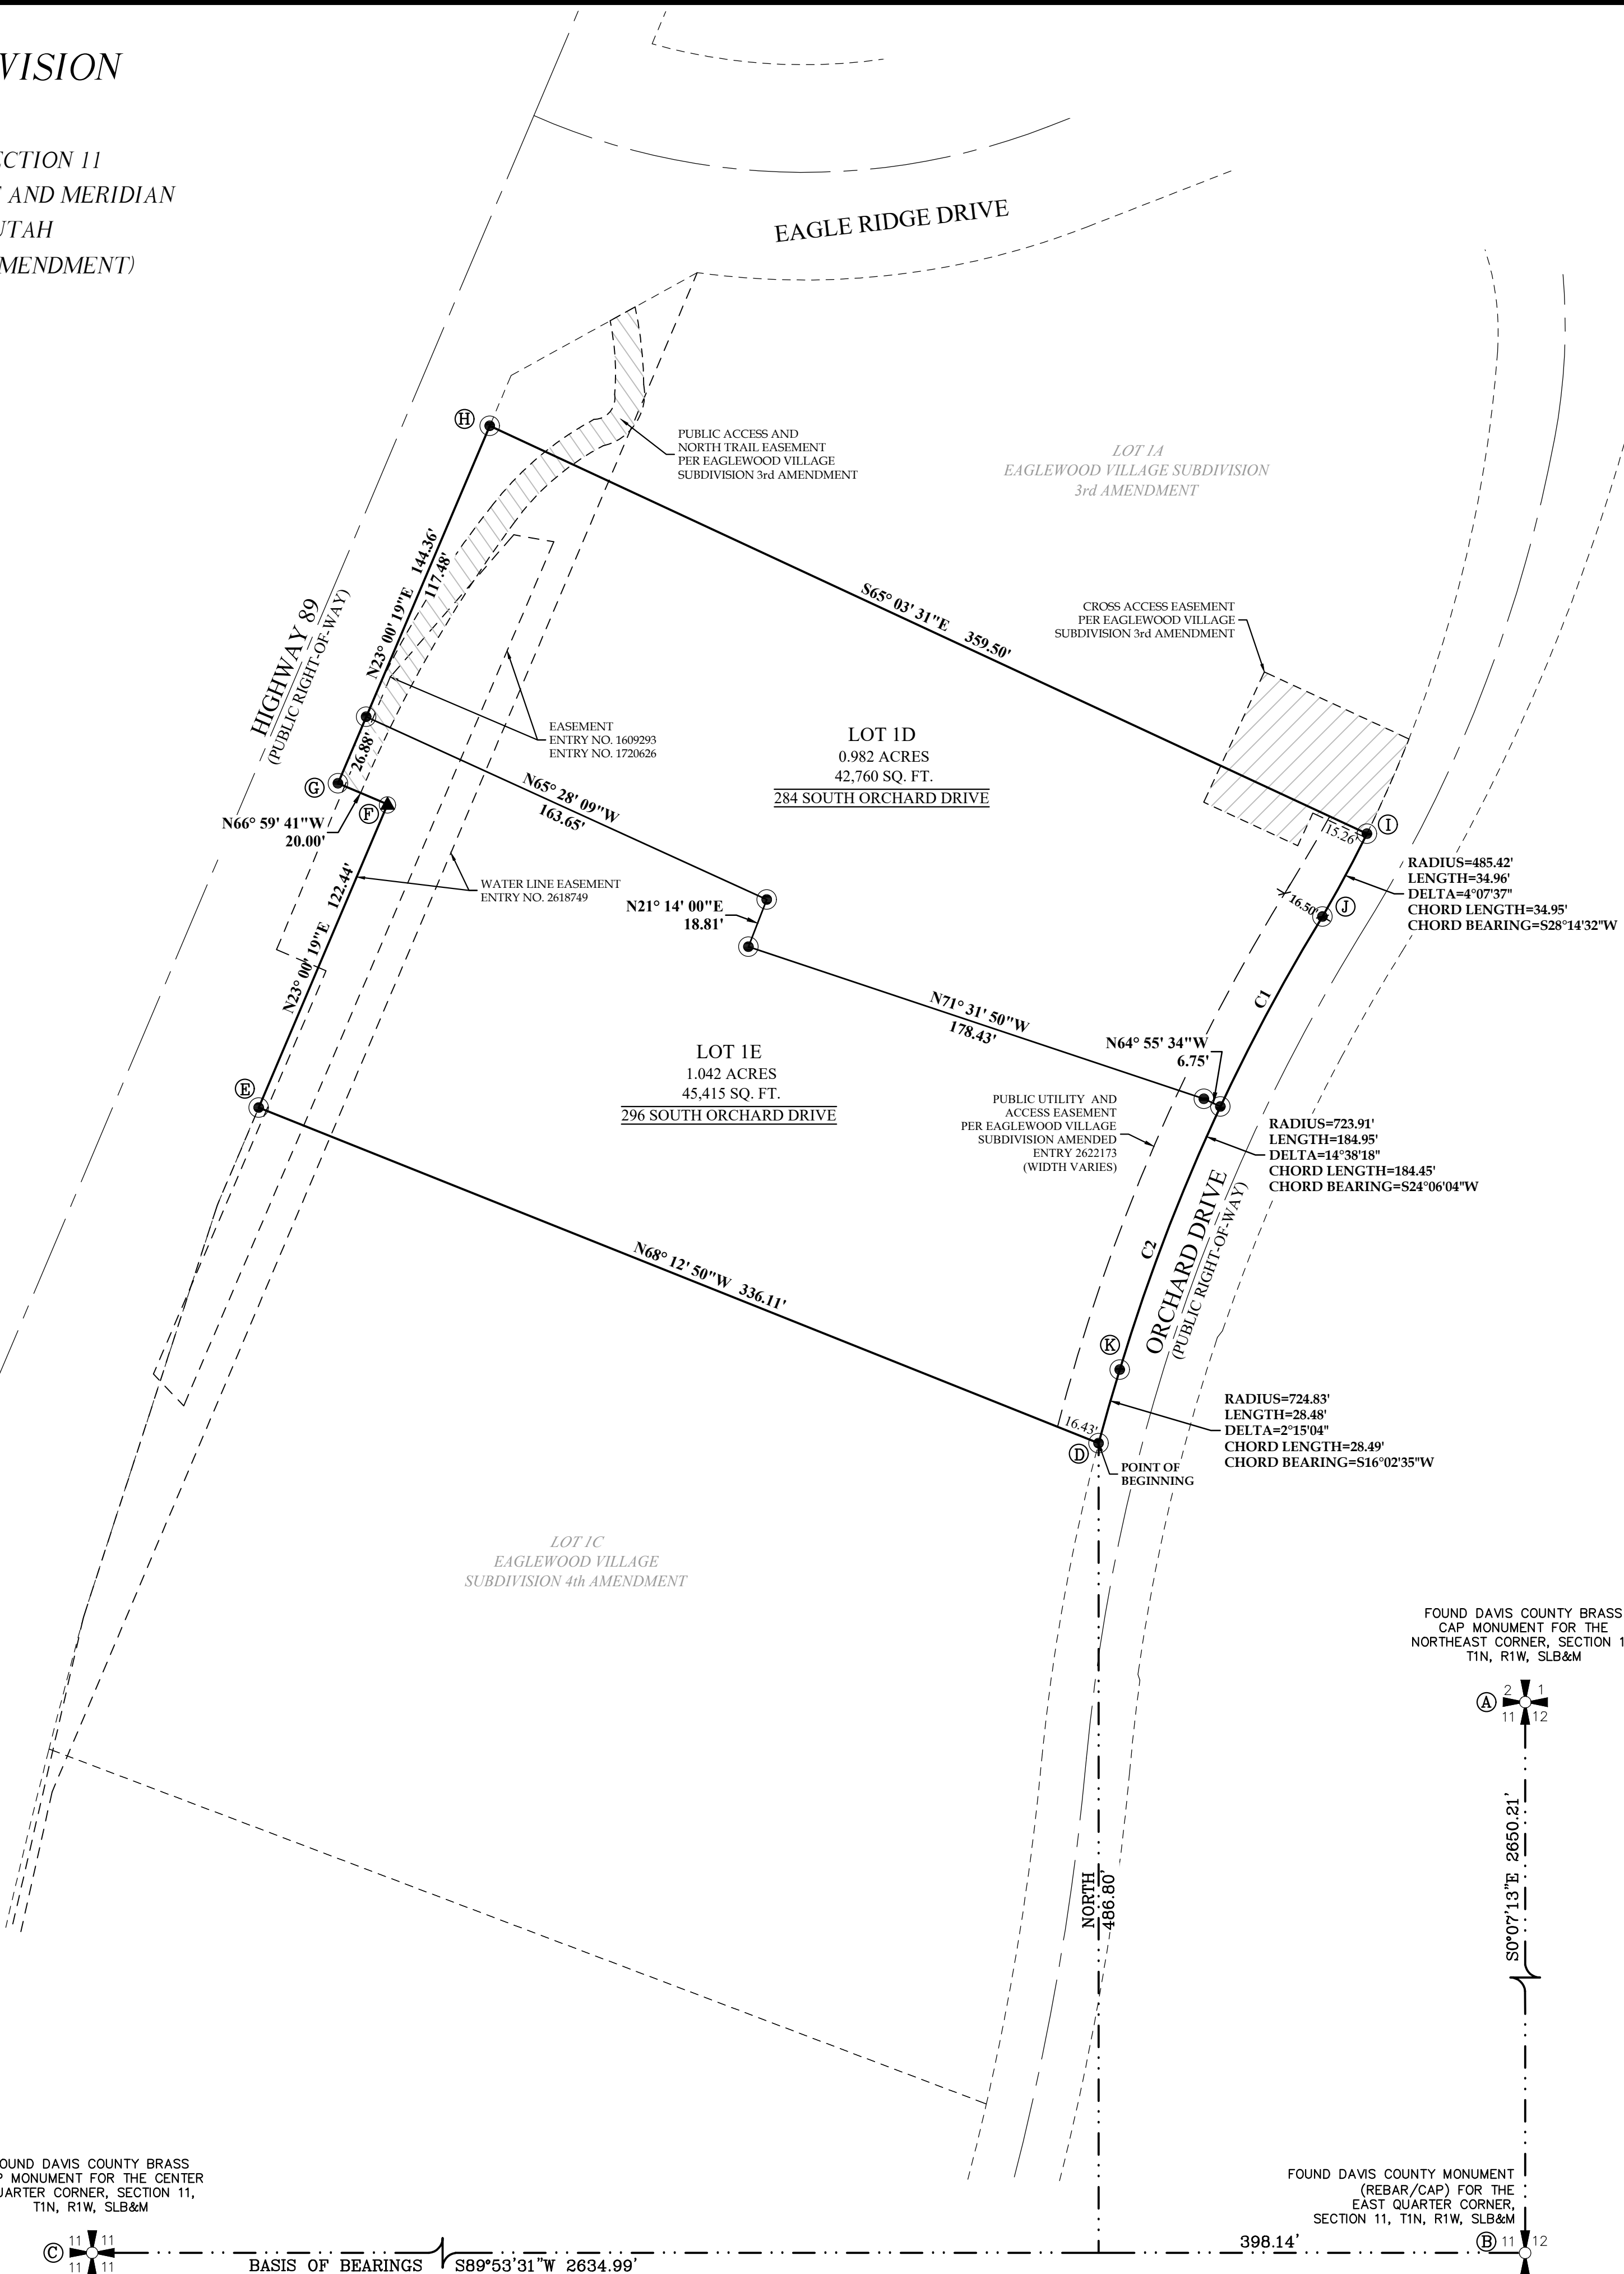 VISION
ECTION 11
AND MERIDIAN
UTAH
MENDMENT)
EAGLE RIDGE DRIVE
H
PUBLIC ACCESS AND
NORTH TRAIL EASEMENT
PER EAGLEWOOD VILLAGE
SUBDIVISION 3rd AMENDMENT
LOT 1A
EAGLEWOOD VILLAGE SUBDIVISION
3rd AMENDMENT
N23° 00' 19"E 144.36'
117.48'
HIGHWAY 89
(PUBLIC RIGHT-OF-WAY)
S65° 03' 31"E 359.50'
CROSS ACCESS EASEMENT
PER EAGLEWOOD VILLAGE
SUBDIVISION 3rd AMENDMENT
EASEMENT
ENTRY NO. 1609293
ENTRY NO. 1720626
LOT 1D
0.982 ACRES
42,760 SQ. FT.
284 SOUTH ORCHARD DRIVE
26.88'
G
F
N66° 59' 41"W
20.00'
N65° 28' 09"W
163.65'
15.26'
I
RADIUS=485.42'
LENGTH=34.96'
DELTA=4°07'37"
CHORD LENGTH=34.95'
CHORD BEARING=S28°14'32"W
16.50'
J
WATER LINE EASEMENT
ENTRY NO. 2618749
N21° 14' 00"E
18.81'
N23° 00' 19"E 122.44'
N71° 31' 50"W
178.43'
C1
N64° 55' 34"W
6.75'
LOT 1E
1.042 ACRES
45,415 SQ. FT.
296 SOUTH ORCHARD DRIVE
E
PUBLIC UTILITY AND
ACCESS EASEMENT
PER EAGLEWOOD VILLAGE
SUBDIVISION AMENDED
ENTRY 2622173
(WIDTH VARIES)
RADIUS=723.91'
LENGTH=184.95'
DELTA=14°38'18"
CHORD LENGTH=184.45'
CHORD BEARING=S24°06'04"W
C2
ORCHARD DRIVE
(PUBLIC RIGHT-OF-WAY)
N68° 12' 50"W 336.11'
K
RADIUS=724.83'
LENGTH=28.48'
DELTA=2°15'04"
CHORD LENGTH=28.49'
CHORD BEARING=S16°02'35"W
16.43'
D
POINT OF
BEGINNING
LOT 1C
EAGLEWOOD VILLAGE
SUBDIVISION 4th AMENDMENT
FOUND DAVIS COUNTY BRASS
CAP MONUMENT FOR THE
NORTHEAST CORNER, SECTION 1
T1N, R1W, SLB&M
A
2 1
11 12
NORTH
486.80'
S0°07'13"E 2650.21'
OUND DAVIS COUNTY BRASS
P MONUMENT FOR THE CENTER
UARTER CORNER, SECTION 11,
T1N, R1W, SLB&M
FOUND DAVIS COUNTY MONUMENT
(REBAR/CAP) FOR THE
EAST QUARTER CORNER,
SECTION 11, T1N, R1W, SLB&M
C
11 11
11 11
BASIS OF BEARINGS S89°53'31"W 2634.99'
398.14'
B
11 12